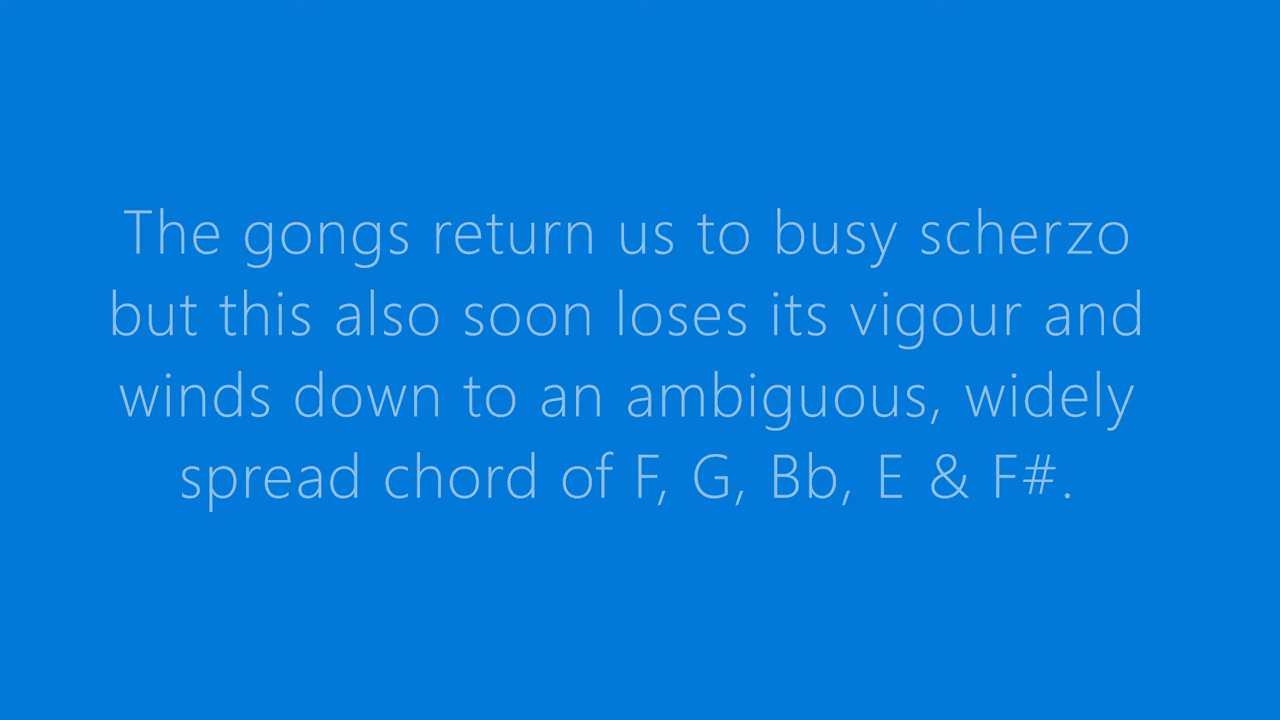 The gongs return us to busy scherzo
but this also soon loses its vigour and
winds down to an ambiguous, widely
spread chord of F, G, Bb, E & F#.